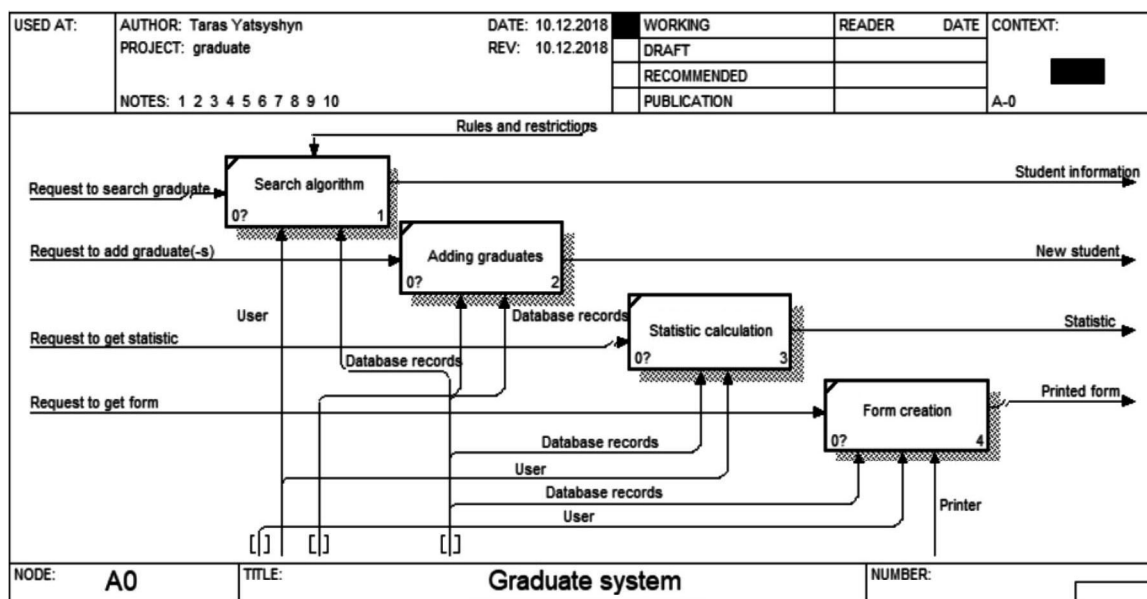 USED AT:
AUTHOR: Taras Yatsyshyn
DATE: 10.12.2018
WORKING
READER
DATE
CONTEXT:
PROJECT: graduate
REV: 10.12.2018
DRAFT
RECOMMENDED
NOTES: 1 2 3 4 5 6 7 8 9 10
PUBLICATION
A-0
Rules and restrictions
Request to search graduate
Search algorithm
0? 1
Student information
Request to add graduate(-s)
Adding graduates
0? 2
New student
User
Database records
Request to get statistic
Statistic calculation
0? 3
Statistic
Database records
Request to get form
Form creation
0? 4
Printed form
Database records
User
Database records
User
Printer
NODE: A0
TITLE: Graduate system
NUMBER: